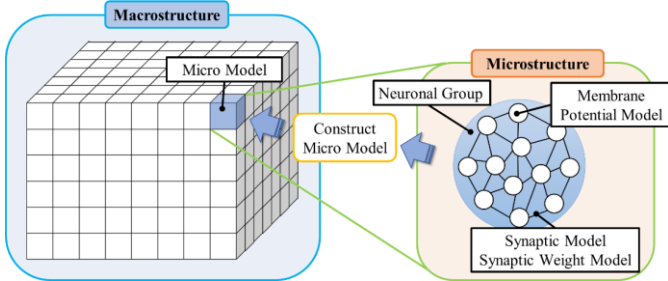 Macrostructure
Micro Model
Construct
Micro Model
Microstructure
Neuronal Group
Membrane
Potential Model
Synaptic Model
Synaptic Weight Model